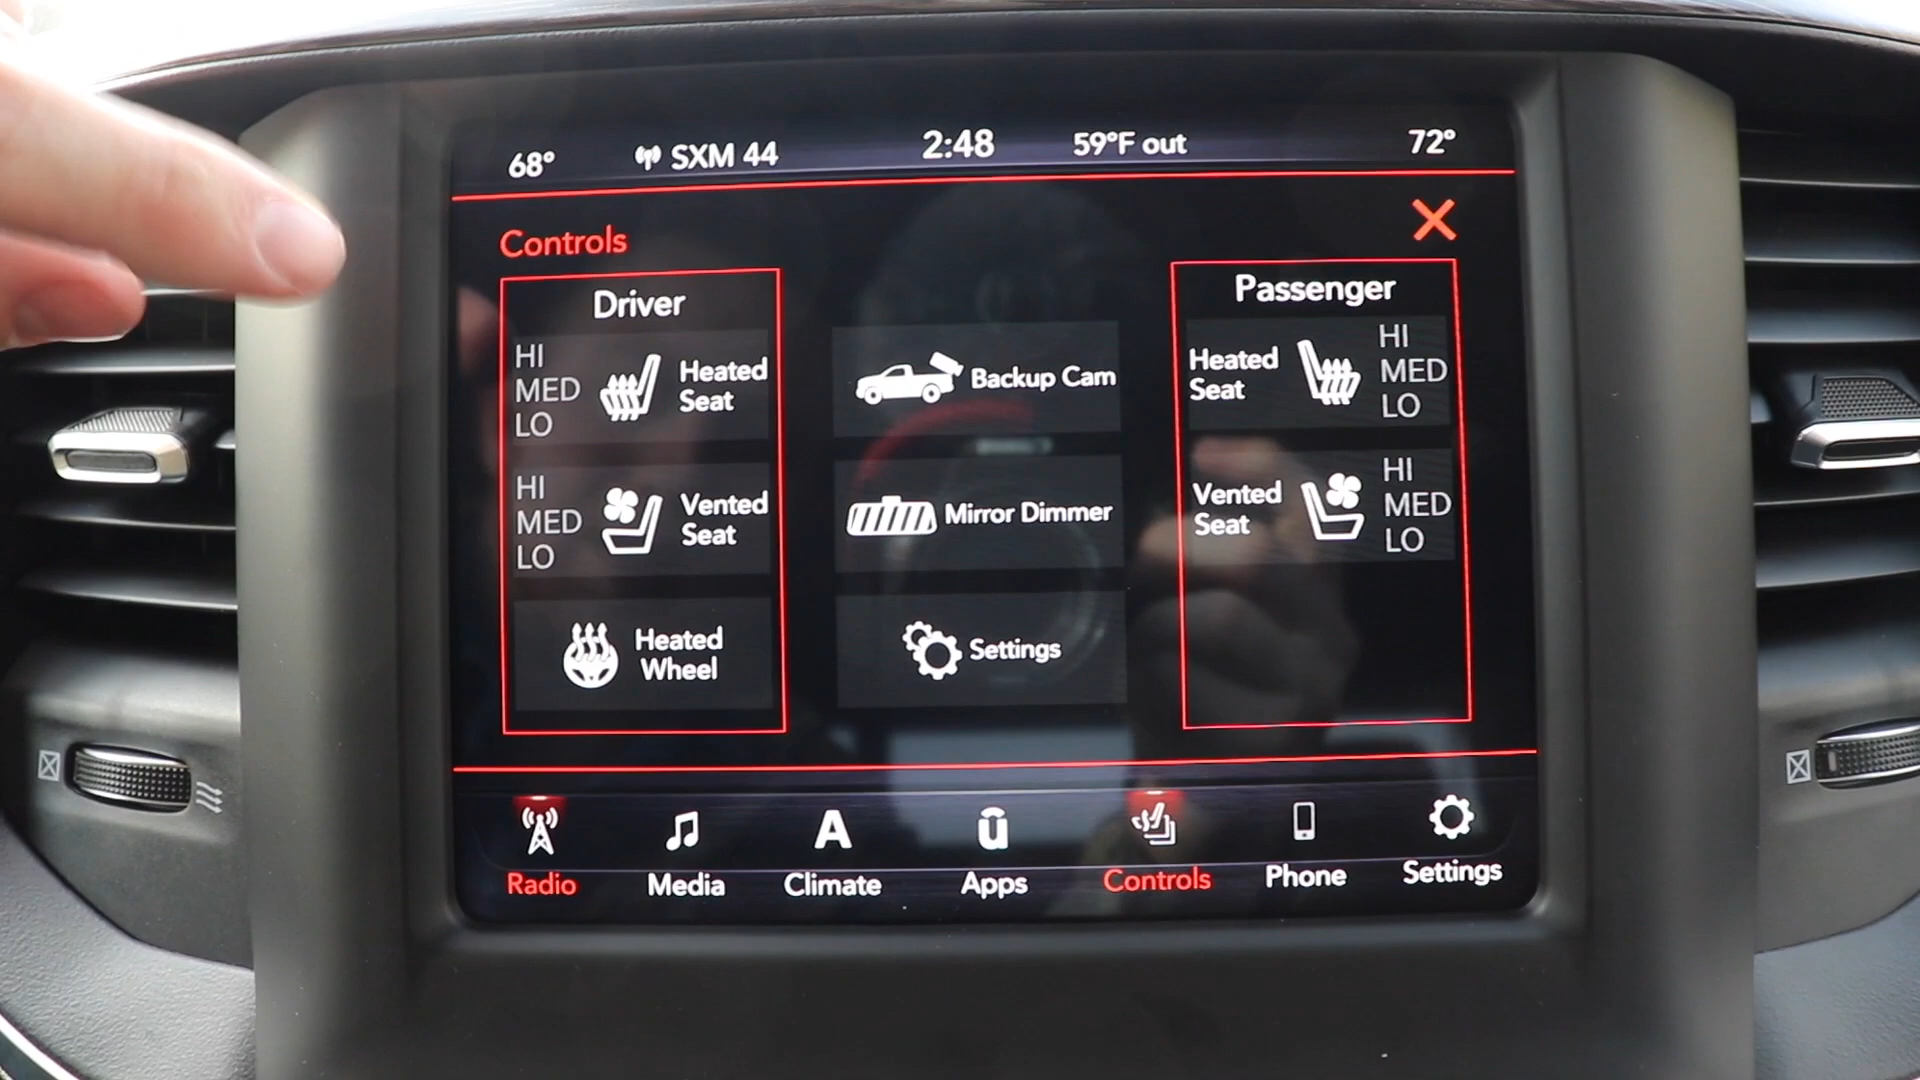 68° SXM 44 2:48 59°F out 72°
Controls
Driver
HI
MED
LO
Heated
Seat
HI
MED
LO
Vented
Seat
Heated
Wheel
Backup Cam
Mirror Dimmer
Settings
Passenger
Heated
Seat
HI
MED
LO
Vented
Seat
HI
MED
LO
A
Radio Media Climate Apps Controls Phone Settings